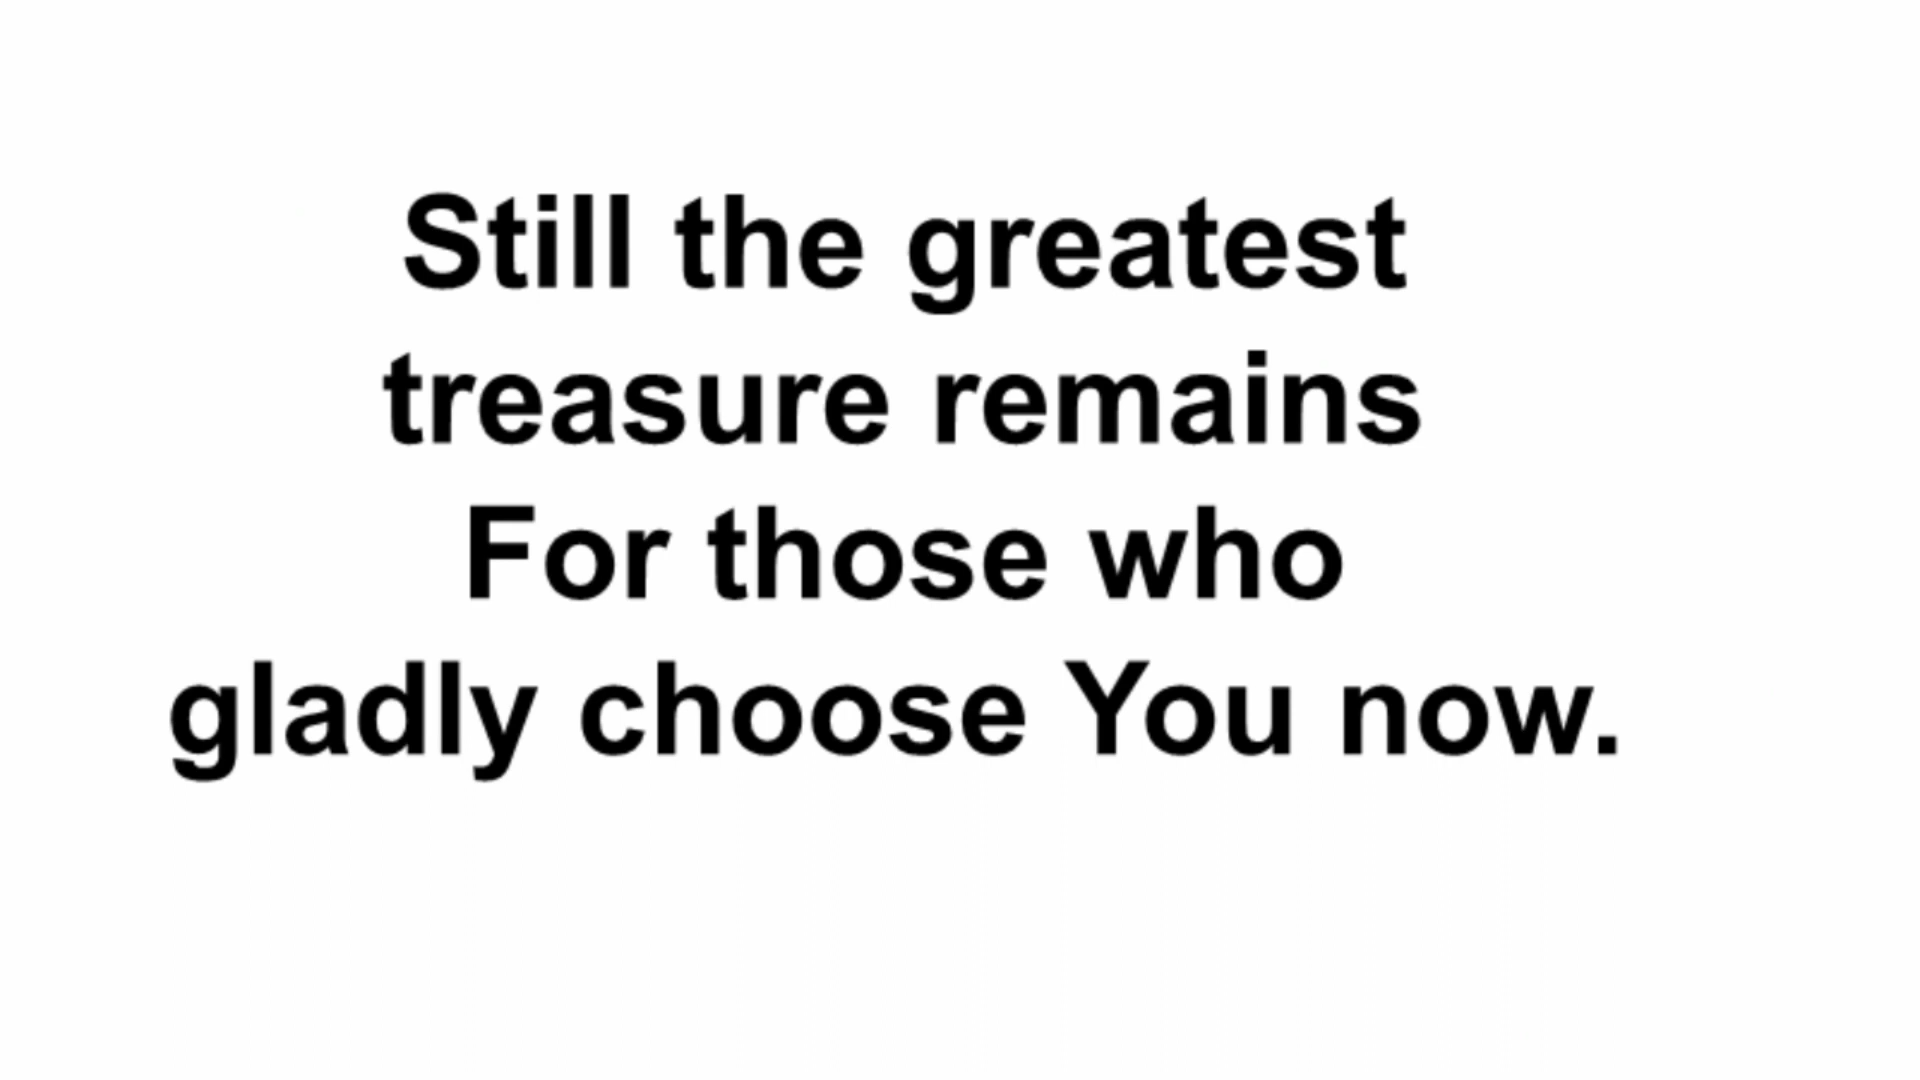 Still the greatest
treasure remains
For those who
gladly choose You now.